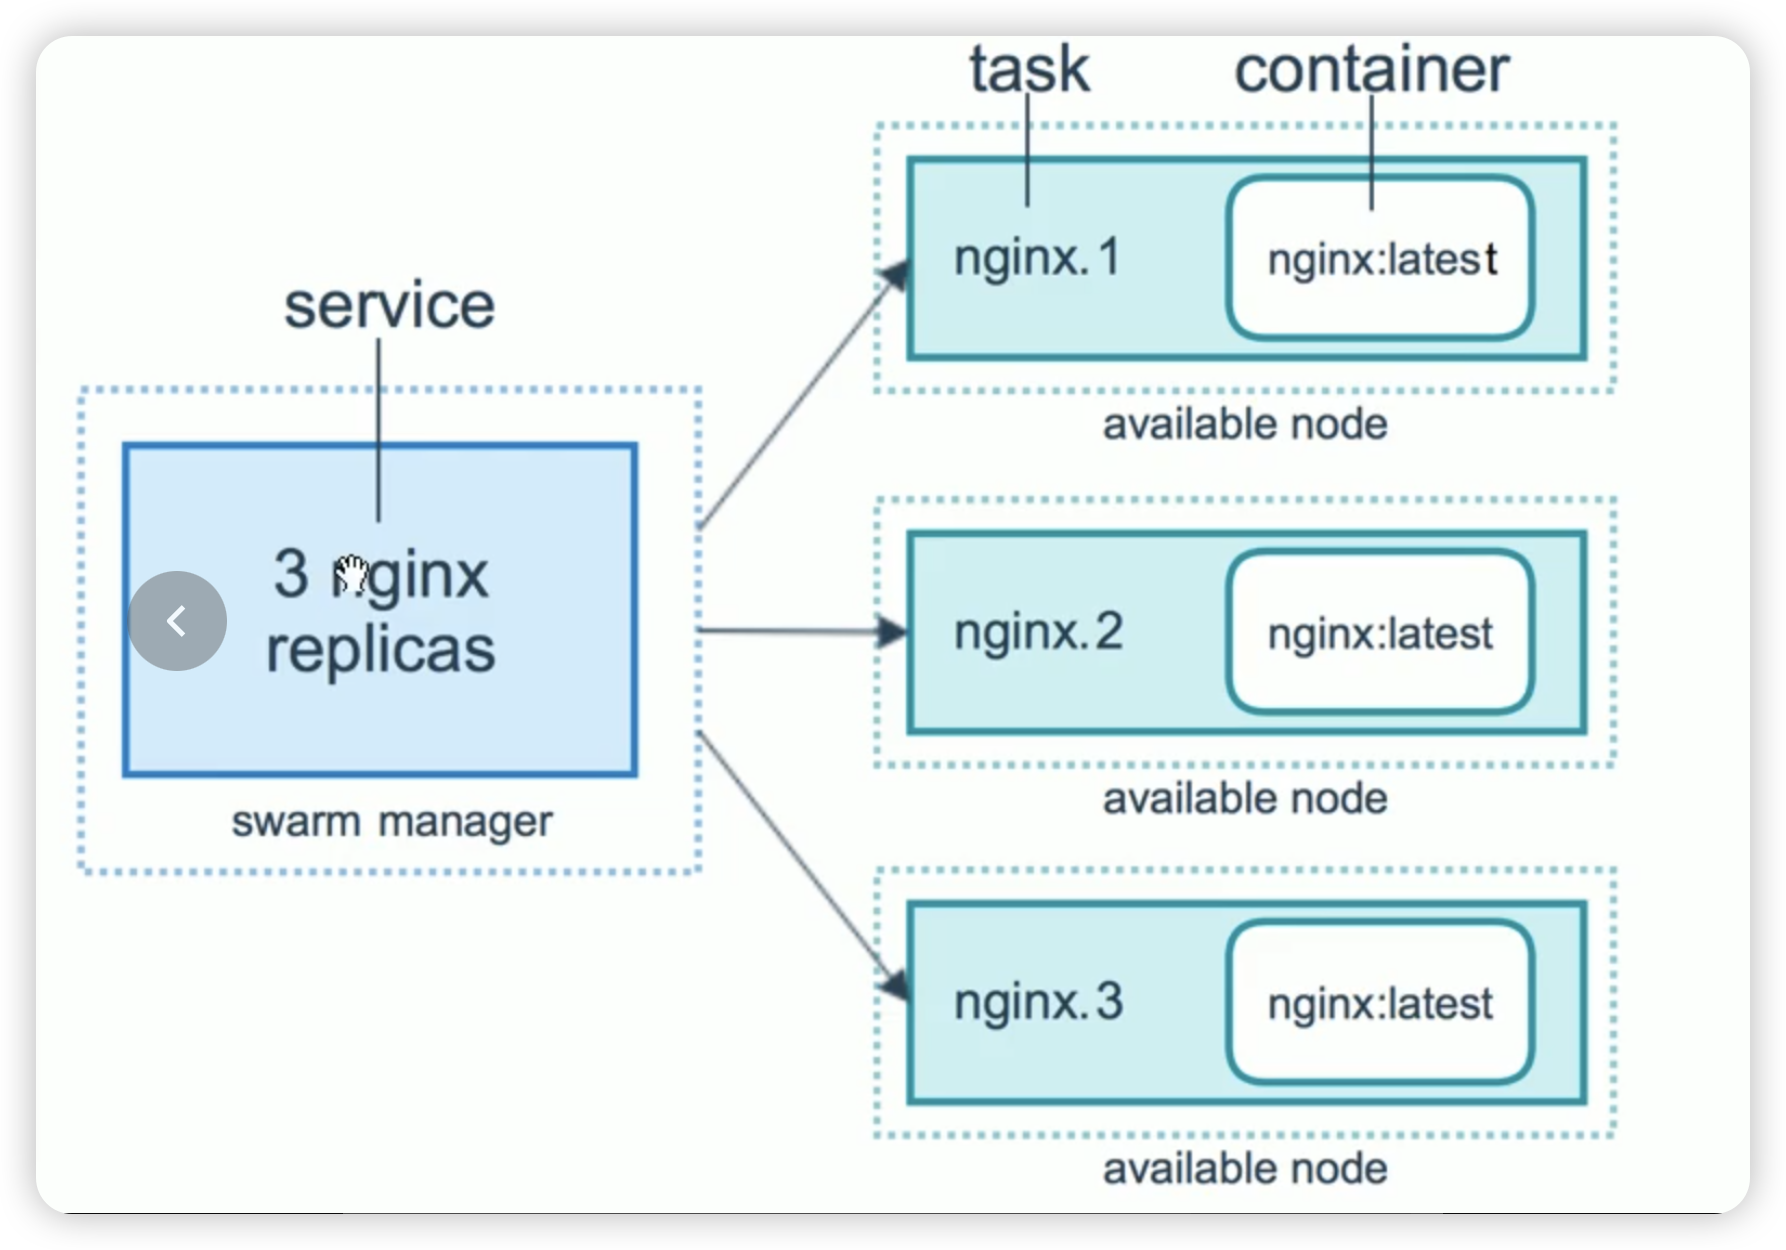 task
container
nginx.1
nginx:latest
available node
service
3 nginx
replicas
swarm manager
nginx.2
nginx:latest
available node
nginx.3
nginx:latest
available node